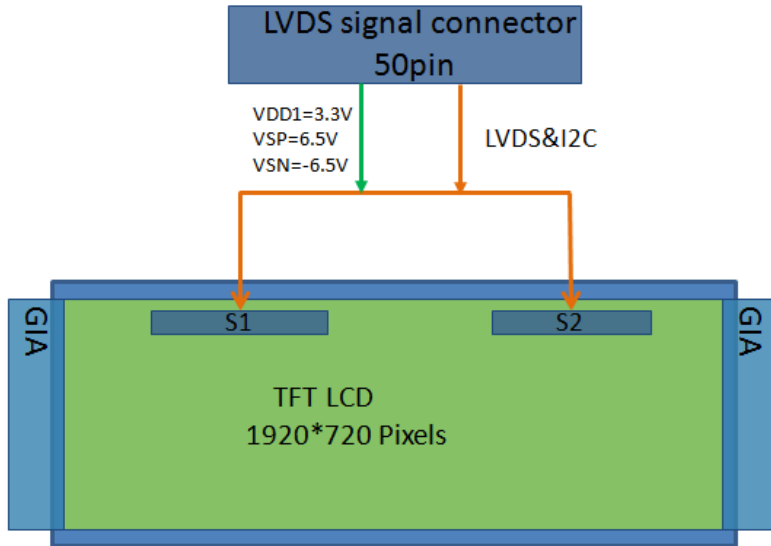 LVDS signal connector
50pin
VDD1=3.3V
VSP=6.5V
VSN=-6.5V
LVDS&I2C
GIA
S1
S2
GIA
TFT LCD
1920*720 Pixels